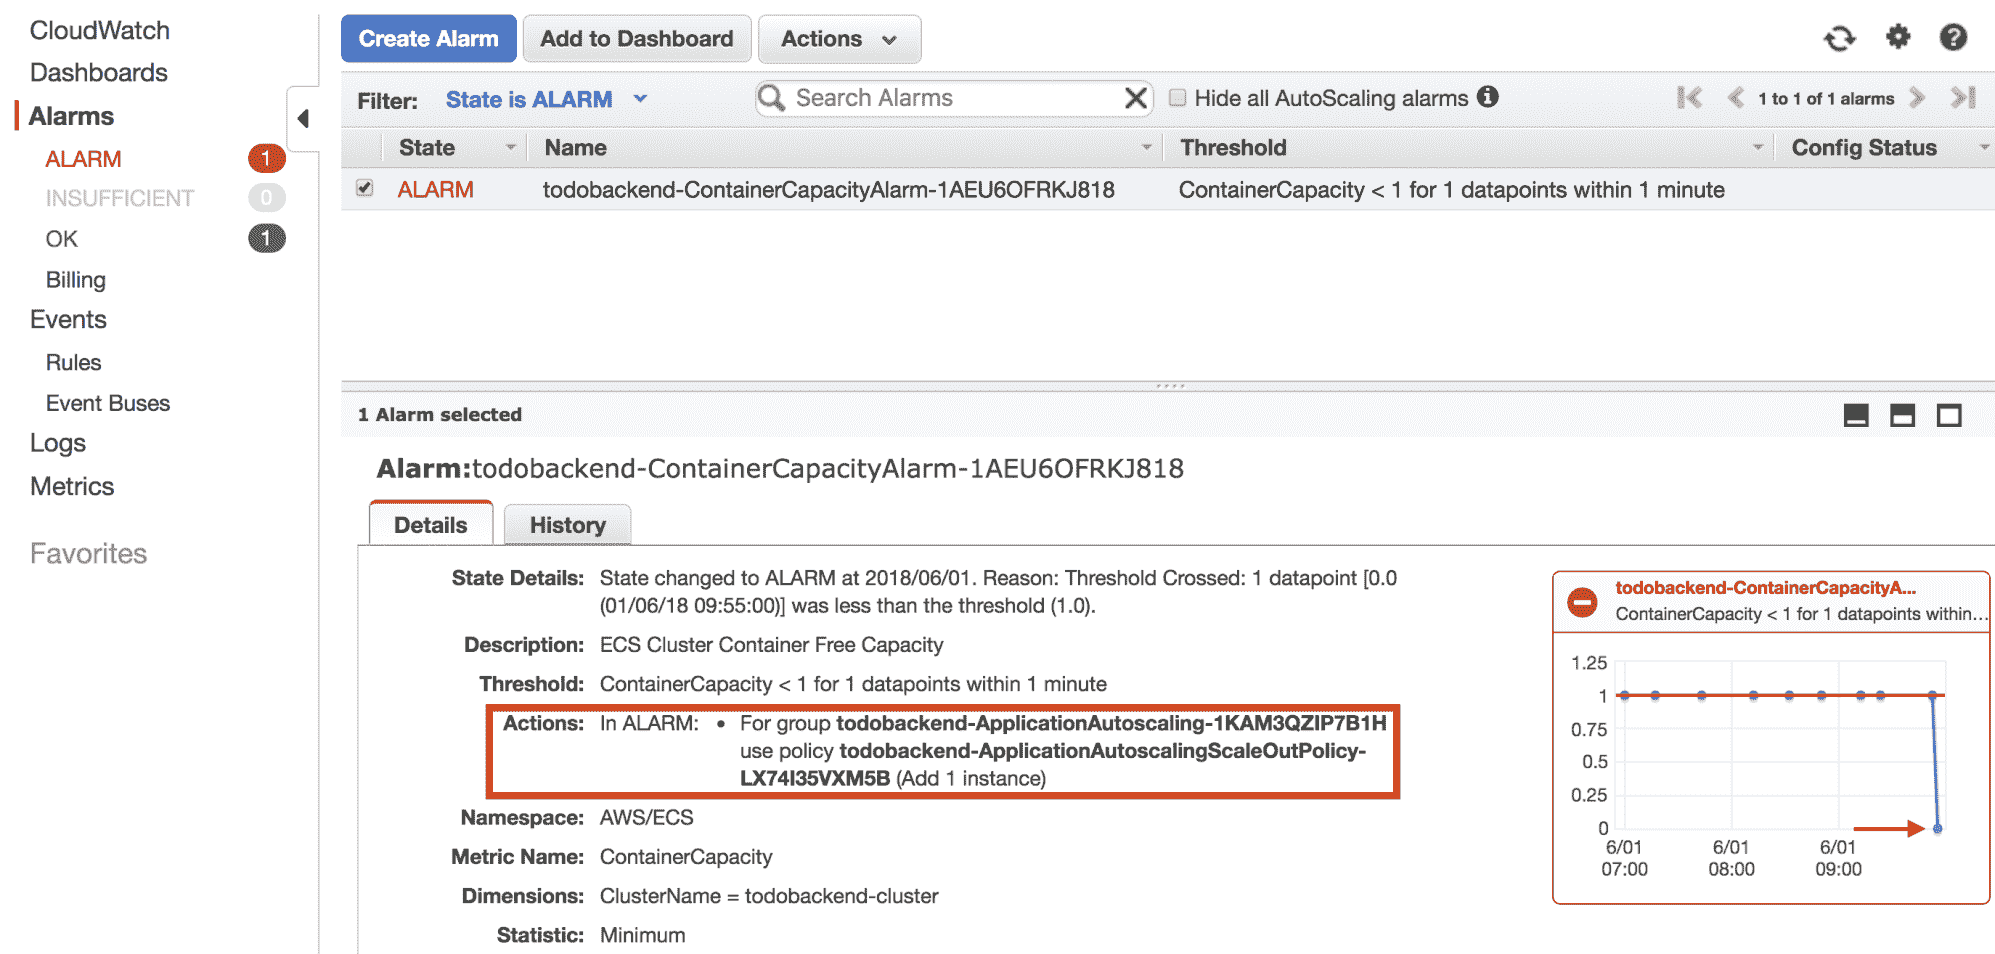 CloudWatch
Dashboards
Alarms
ALARM 1
INSUFFICIENT 0
OK 1
Billing
Events
Rules
Event Buses
Logs
Metrics
Favorites
Create Alarm Add to Dashboard Actions
Filter: State is ALARM Search Alarms Hide all AutoScaling alarms 1 to 1 of 1 alarms
State Name Threshold Config Status
ALARM todobackend-ContainerCapacityAlarm-1AEU6OFRKJ818 ContainerCapacity < 1 for 1 datapoints within 1 minute
1 Alarm selected
Alarm:todobackend-ContainerCapacityAlarm-1AEU6OFRKJ818
Details History
State Details: State changed to ALARM at 2018/06/01. Reason: Threshold Crossed: 1 datapoint [0.0
(01/06/18 09:55:00)] was less than the threshold (1.0).
Description: ECS Cluster Container Free Capacity
Threshold: ContainerCapacity < 1 for 1 datapoints within 1 minute
Actions: In ALARM: • For group todobackend-ApplicationAutoscaling-1KAM3QZIP7B1H
use policy todobackend-ApplicationAutoscalingScaleOutPolicy-
LX74I35VXM5B (Add 1 instance)
Namespace: AWS/ECS
Metric Name: ContainerCapacity
Dimensions: ClusterName = todobackend-cluster
Statistic: Minimum
todobackend-ContainerCapacityA...
ContainerCapacity < 1 for 1 datapoints within...
1.25
1
0.75
0.5
0.25
0
6/01 6/01 6/01
07:00 08:00 09:00